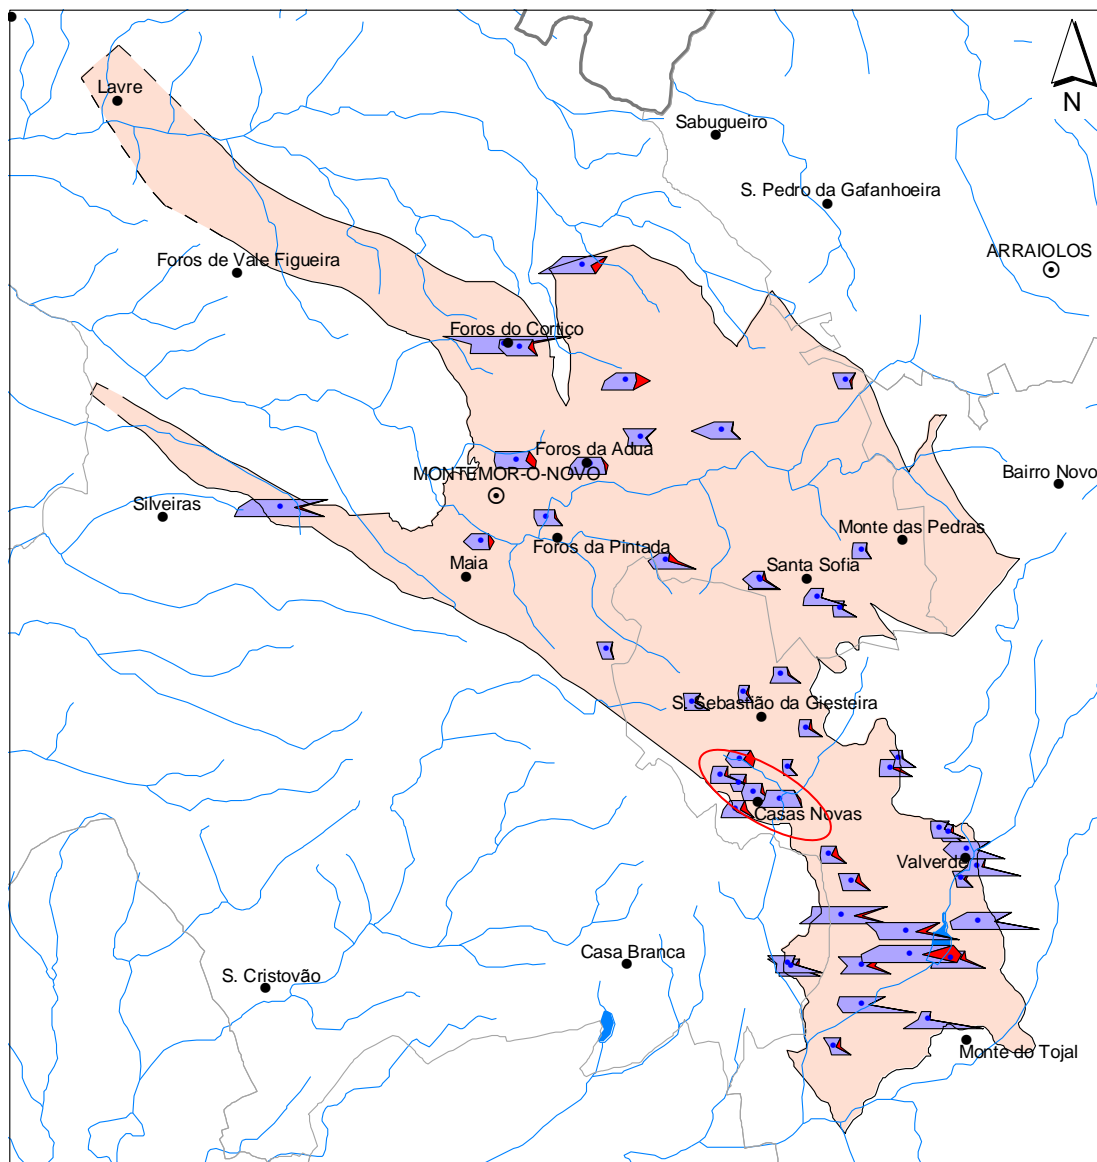 Lavre
N
Sabugueiro
S. Pedro da Gafanhoeira
ARRAIOLOS
Foros de Vale Figueira
Foros do Cortiço
Foros da Adua
MONTEMOR-O-NOVO
Bairro Novo
Silveiras
Monte das Pedras
Foros da Pintada
Maia
Santa Sofia
S. Sebastião da Giesteira
Casas Novas
Valverde
Casa Branca
S. Cristovão
Monte do Tojal